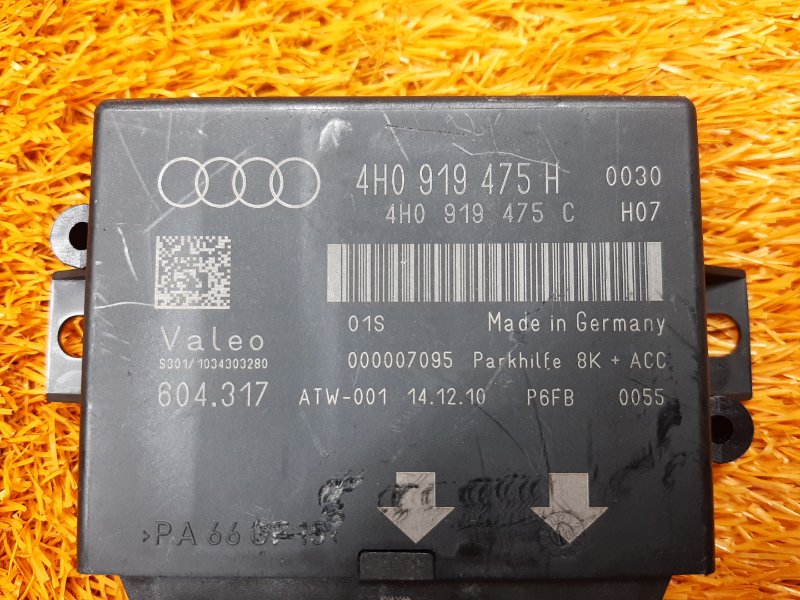 4H0 919 475 H 0030
4H0 919 475 C H07
01S Made in Germany
Valeo
S301/1034303280
000007095 Parkhilfe 8K + ACC
604.317 ATW-001 14.12.10 P6FB 0055
>PA66